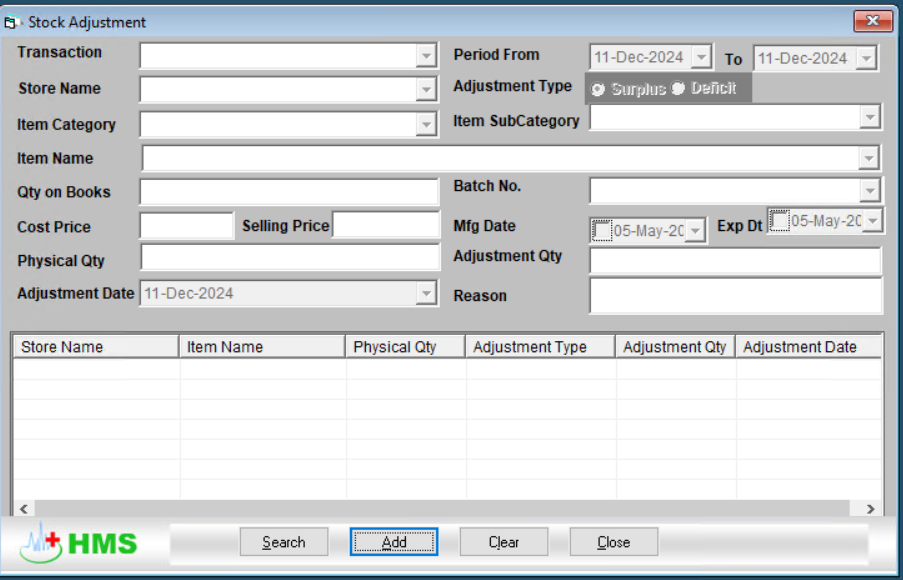 Stock Adjustment
Transaction Period From 11-Dec-2024 To 11-Dec-2024
Store Name Adjustment Type Surplus Deficit
Item Category Item SubCategory
Item Name
Qty on Books Batch No.
Cost Price Selling Price Mfg Date 05-May-20 Exp Dt 05-May-20
Physical Qty Adjustment Qty
Adjustment Date 11-Dec-2024 Reason
Store Name Item Name Physical Qty Adjustment Type Adjustment Qty Adjustment Date
HMS Search Add Clear Close